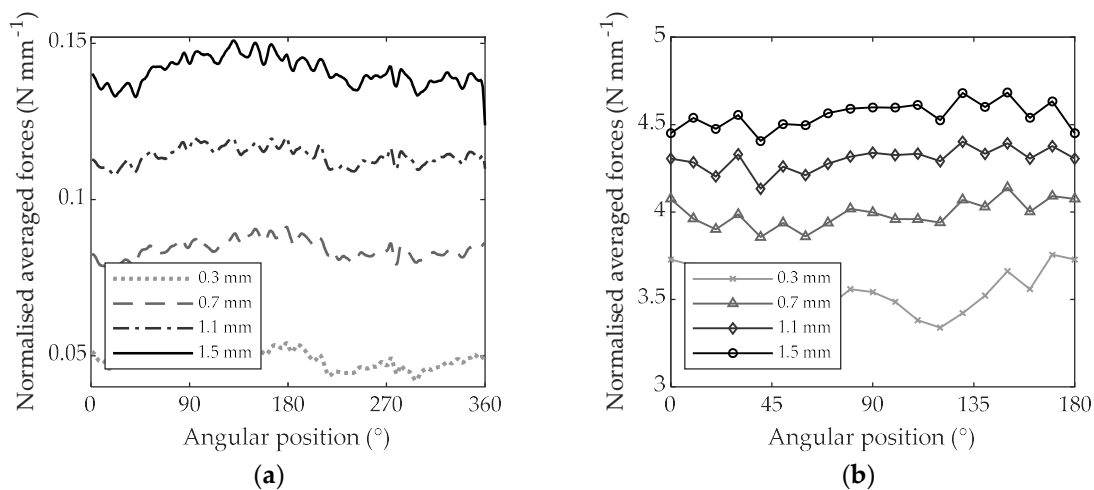 Normalised averaged forces (N mm-1)
0.15
0.1
0.05
0.3 mm
0.7 mm
1.1 mm
1.5 mm
0 90 180 270 360
Angular position (°)
(a)
Normalised averaged forces (N mm-1)
5
4.5
4
3.5
3
0.3 mm
0.7 mm
1.1 mm
1.5 mm
0 45 90 135 180
Angular position (°)
(b)